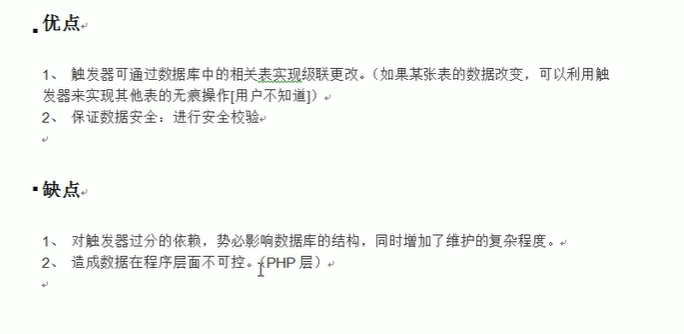 优点
1、 触发器可通过数据库中的相关表实现级联更改。（如果某张表的数据改变，可以利用触
发器来实现其他表的无痕操作[用户不知道]）
2、 保证数据安全：进行安全校验
缺点
1、 对触发器过分的依赖，势必影响数据库的结构，同时增加了维护的复杂程度。
2、 造成数据在程序层面不可控。（PHP 层）